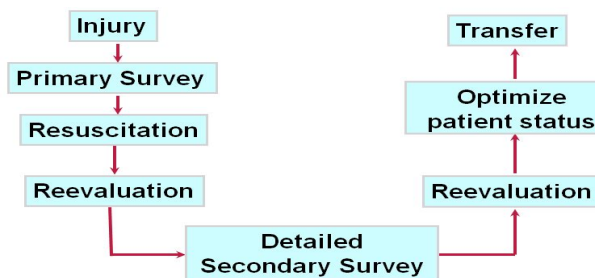 Injury
Primary Survey
Resuscitation
Reevaluation
Detailed
Secondary Survey
Reevaluation
Optimize
patient status
Transfer